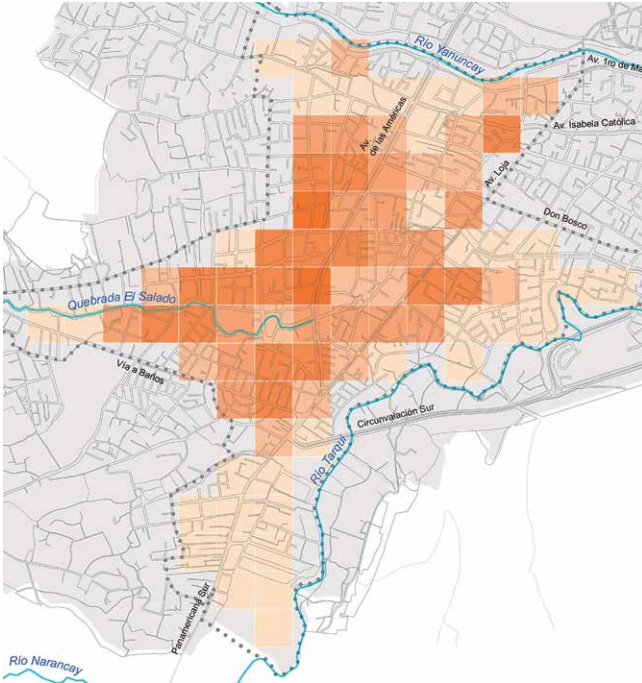 Río Yanuncay
Av. 1ro de Ma
Av.
de las Américas
Av. Isabela Católica
Av. Loja
Don Bosco
Quebrada El Salado
Vía a Baños
Circunvalación Sur
Río Tarqui
Panamericana Sur
Río Narancay